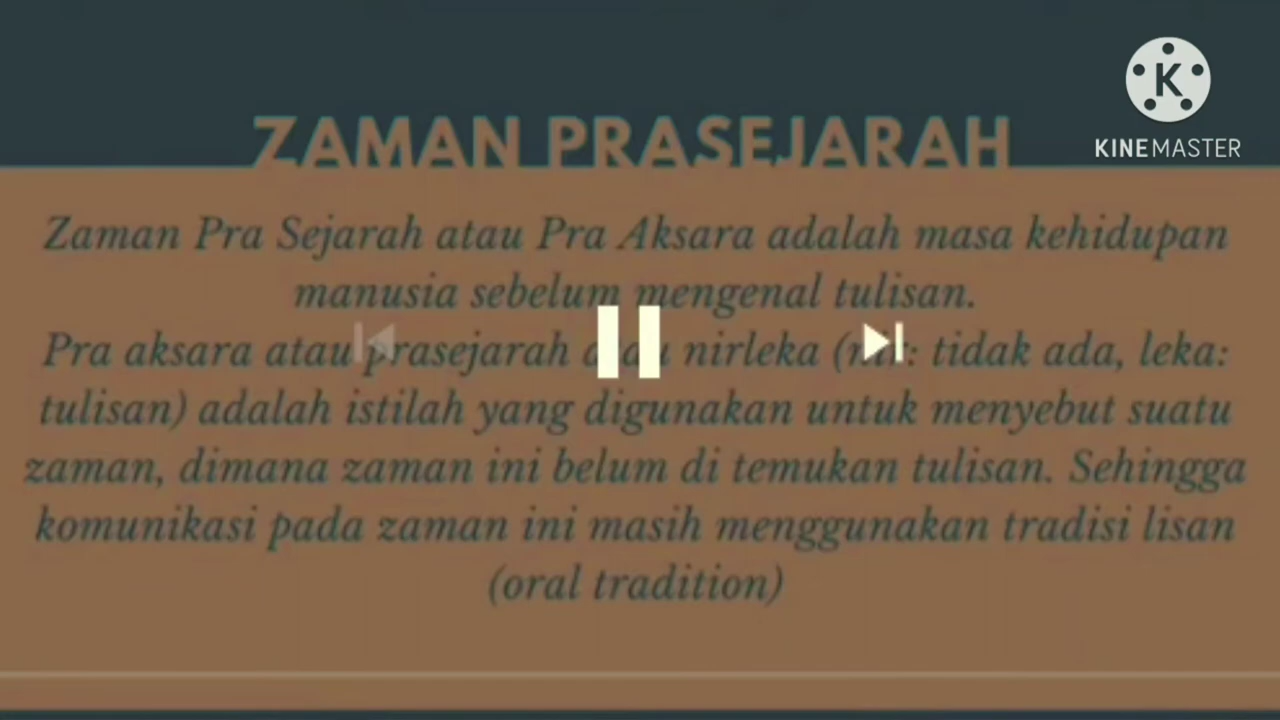 ZAMAN PRASEJARAH
KINEMASTER
Zaman Pra Sejarah atau Pra Aksara adalah masa kehidupan
manusia sebelum mengenal tulisan.
Pra aksara atau prasejarah nirleka ( tidak ada, leka:
tulisan) adalah istilah yang digunakan untuk menyebut suatu
zaman, dimana zaman ini belum di temukan tulisan. Sehingga
komunikasi pada zaman ini masih menggunakan tradisi lisan
(oral tradition)